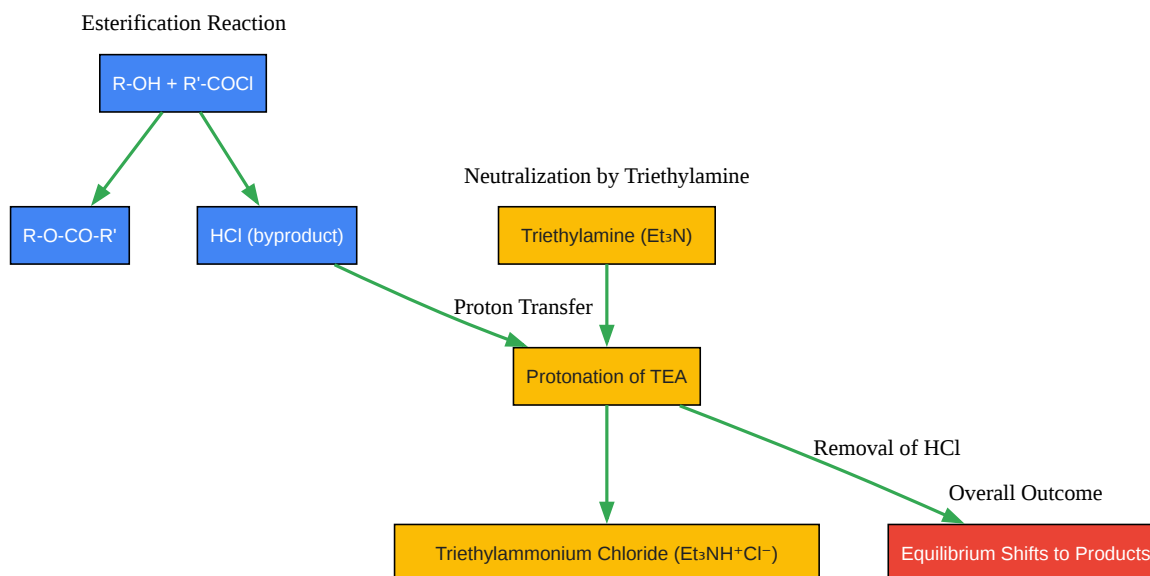 Esterification Reaction
R-OH + R'-COCl
Neutralization by Triethylamine
R-O-CO-R'
HCl (byproduct)
Triethylamine (Et₃N)
Proton Transfer
Protonation of TEA
Removal of HCl
Overall Outcome
Triethylammonium Chloride (Et₃NH⁺Cl⁻)
Equilibrium Shifts to Products